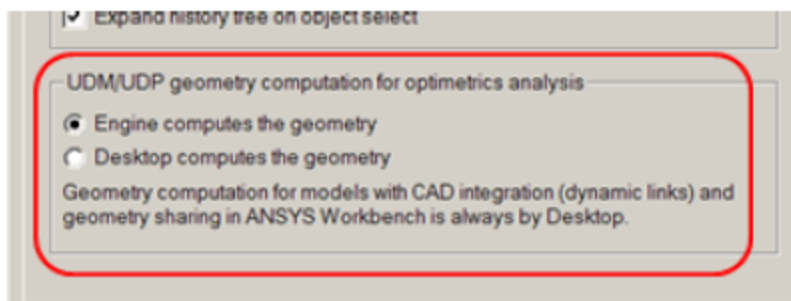 Expand history tree on object select
UDM/UDP geometry computation for optimetrics analysis
Engine computes the geometry
Desktop computes the geometry
Geometry computation for models with CAD integration (dynamic links) and
geometry sharing in ANSYS Workbench is always by Desktop.